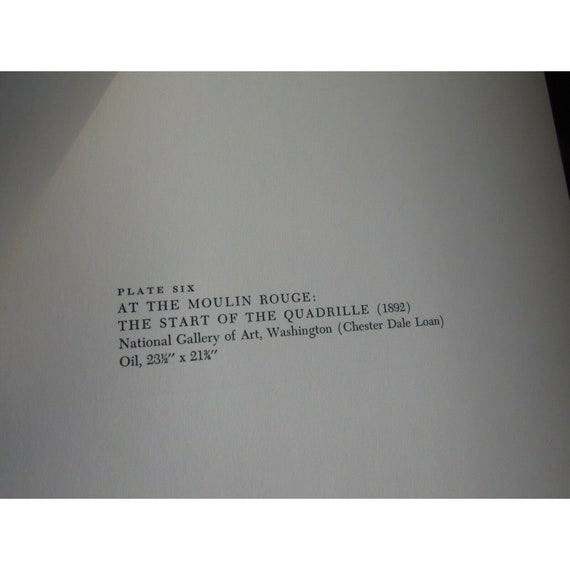 PLATE SIX
AT THE MOULIN ROUGE:
THE START OF THE QUADRILLE (1892)
National Gallery of Art, Washington (Chester Dale Loan)
Oil, 23½″ x 21¾″